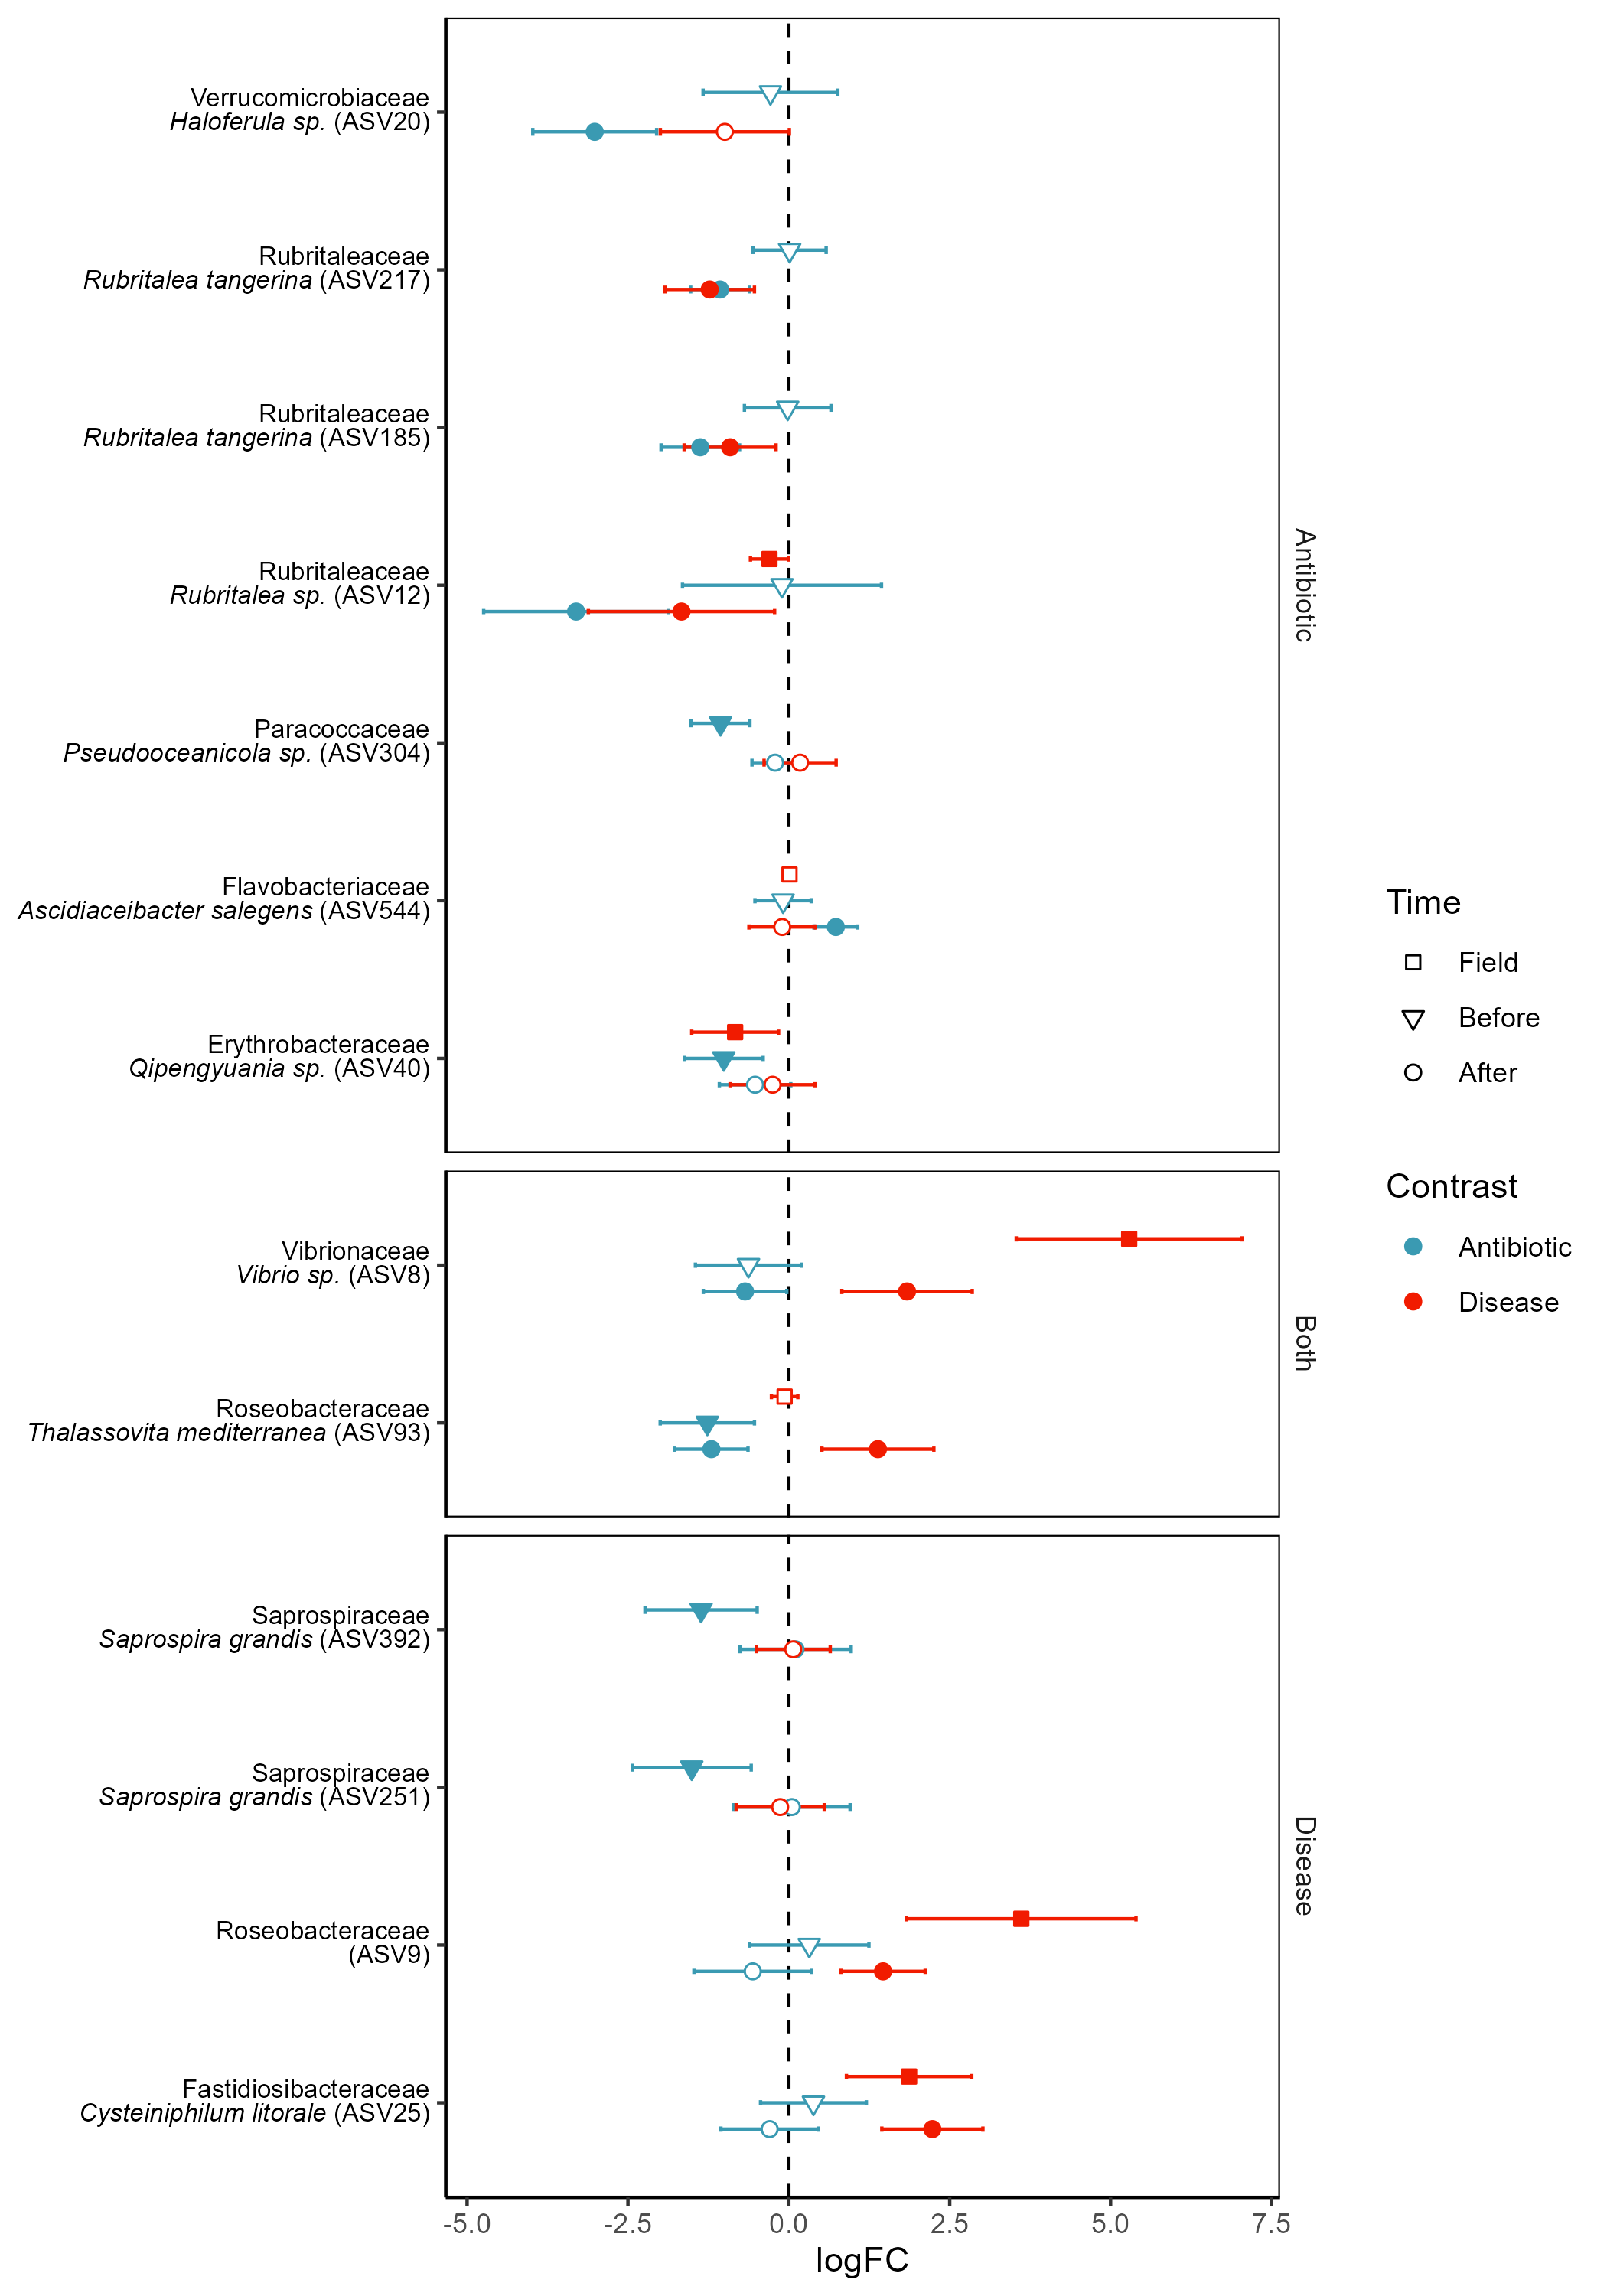 Verrucomicrobiaceae
Haloferula sp. (ASV20)
Rubritaleaceae
Rubritalea tangerina (ASV217)
Rubritaleaceae
Rubritalea tangerina (ASV185)
Rubritaleaceae
Rubritalea sp. (ASV12)
Paracoccaceae
Pseudooceanicola sp. (ASV304)
Flavobacteriaceae
Ascidiaceibacter salegens (ASV544)
Erythrobacteraceae
Qipengyuania sp. (ASV40)
Antibiotic
Vibrionaceae
Vibrio sp. (ASV8)
Roseobacteraceae
Thalassovita mediterranea (ASV93)
Both
Saprospiraceae
Saprospira grandis (ASV392)
Saprospiraceae
Saprospira grandis (ASV251)
Roseobacteraceae
(ASV9)
Fastidiosibacteraceae
Cysteiniphilum litorale (ASV25)
Disease
-5.0 -2.5 0.0 2.5 5.0 7.5
logFC
Time
Field
Before
After
Contrast
Antibiotic
Disease